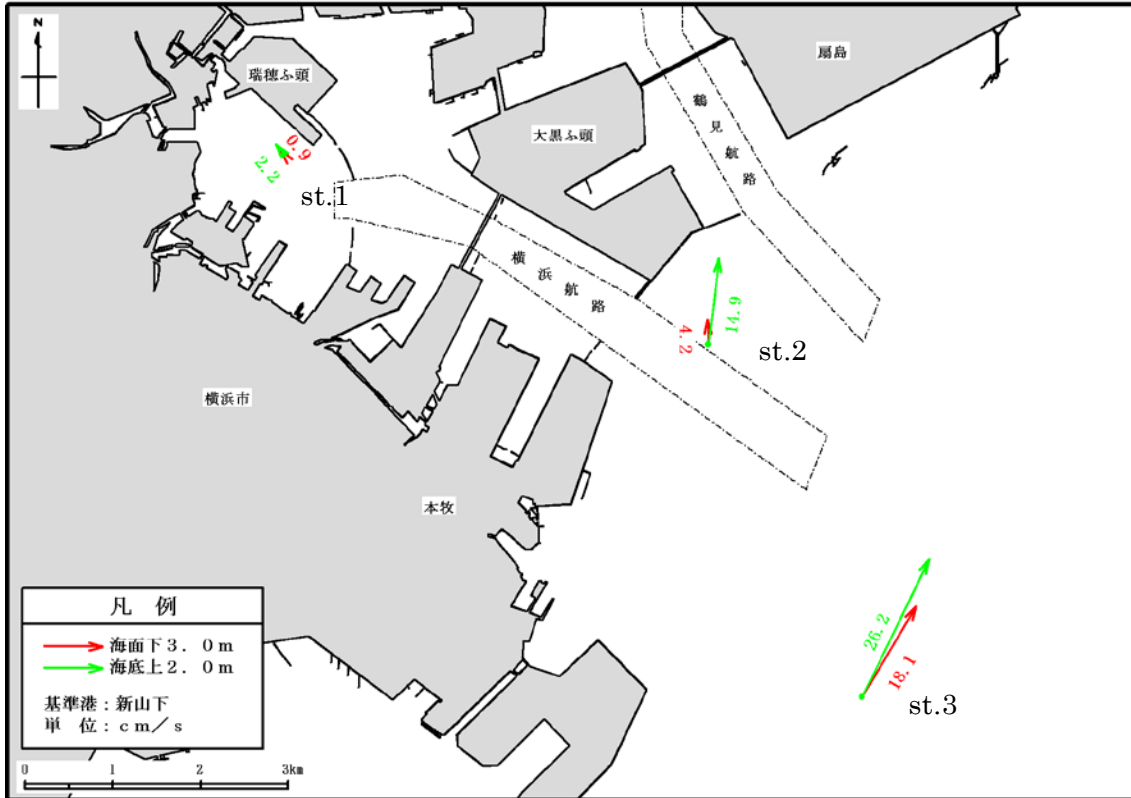 N
瑞穂ふ頭
扇島
大黒ふ頭
鶴見航路
0.9
2.2
st.1
横浜航路
14.9
4.2
st.2
横浜市
本牧
26.2
18.1
st.3
凡 例
海面下3.0m
海底上2.0m
基準港:新山下
単 位:cm/s
0 1 2 3km